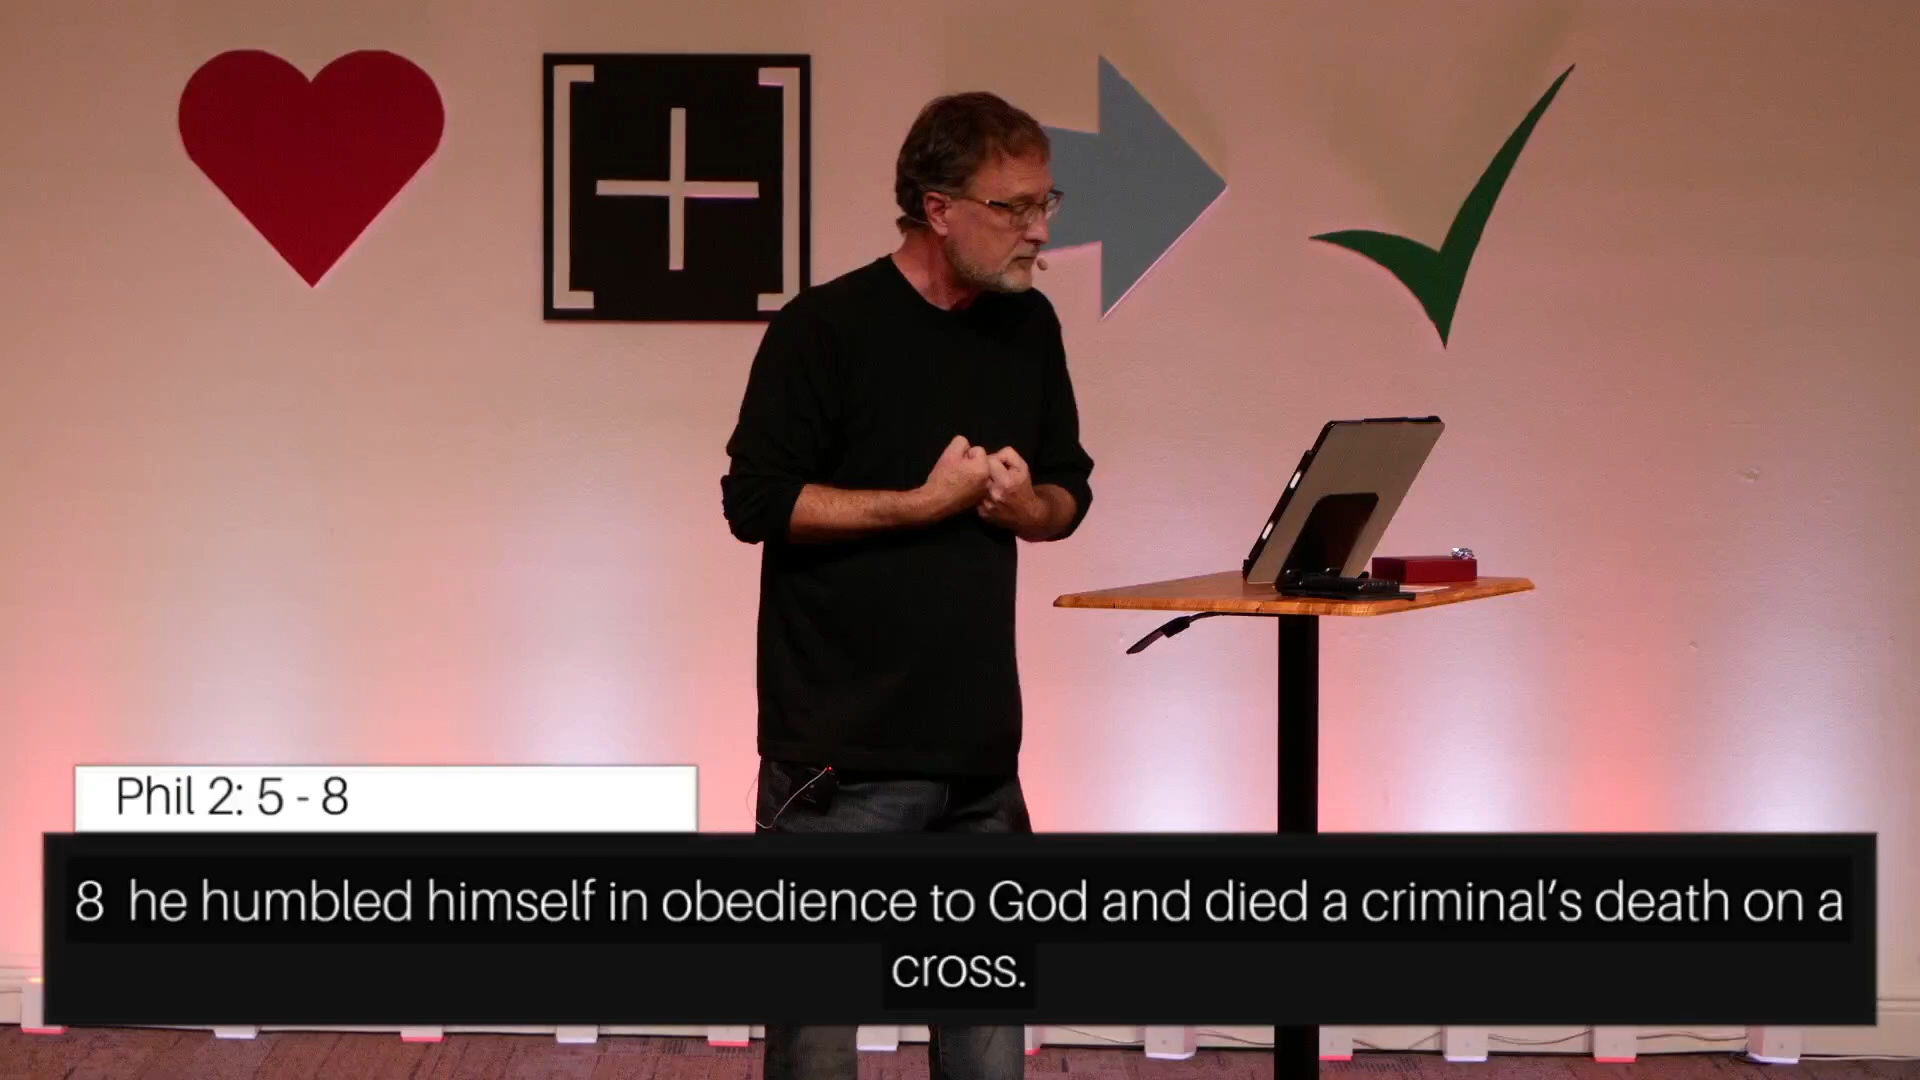 Phil 2: 5 - 8
8 he humbled himself in obedience to God and died a criminal’s death on a
cross.